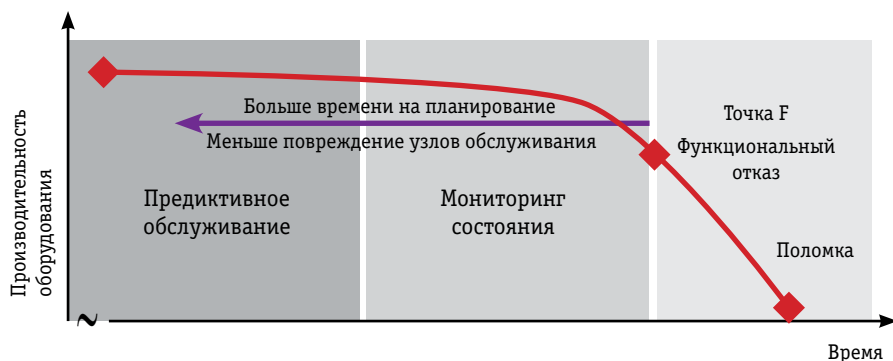 Производительность
оборудования
Больше времени на планирование
Меньше повреждение узлов обслуживания
Предиктивное
обслуживание
Мониторинг
состояния
Точка F
Функциональный
отказ
Поломка
~
Время